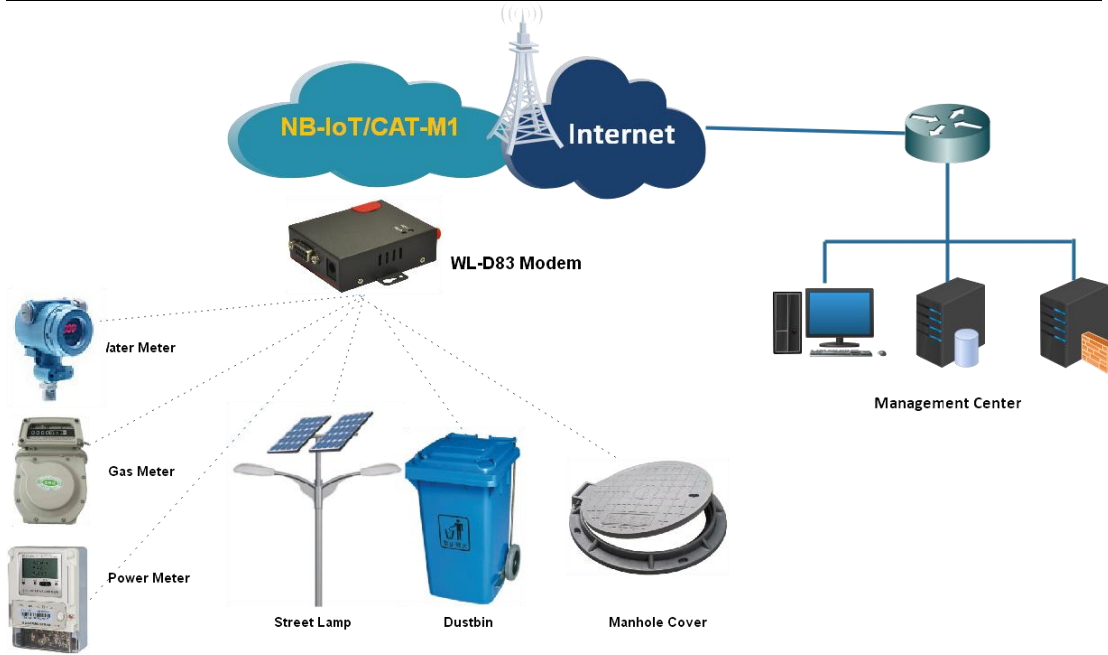 NB-IoT/CAT-M1
Internet
WL-D83 Modem
/ater Meter
Gas Meter
Power Meter
Street Lamp
Dustbin
Manhole Cover
Management Center